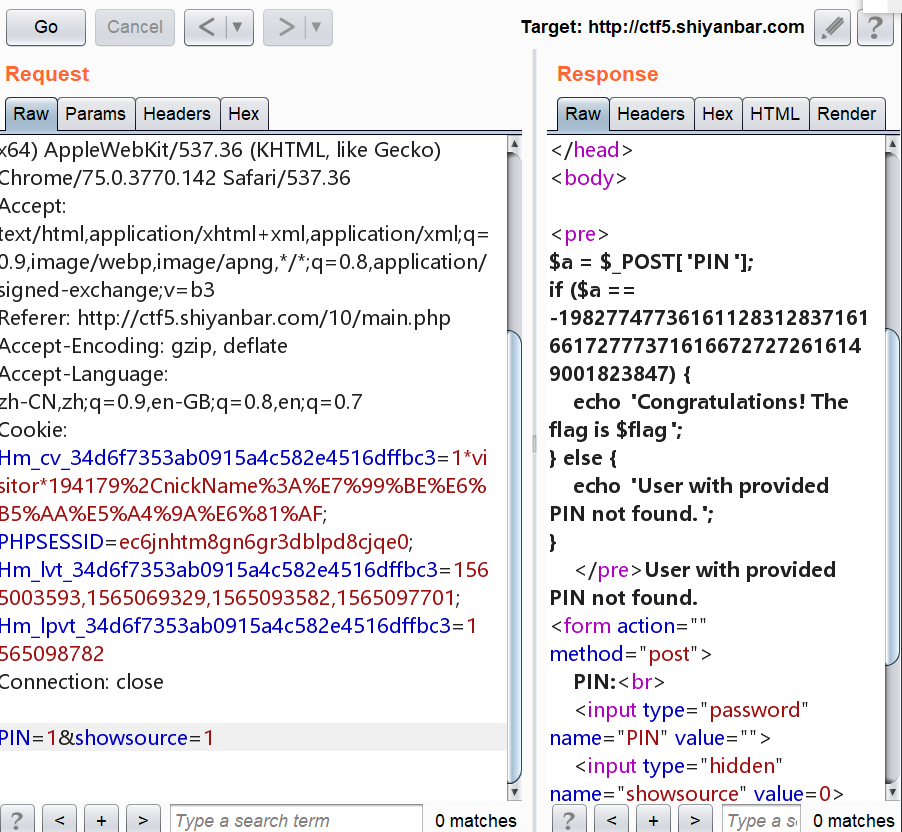 Go
Cancel
<
▼
>
▼
Target: http://ctf5.shiyanbar.com
?
Request
Raw
Params
Headers
Hex
x64) AppleWebKit/537.36 (KHTML, like Gecko)
Chrome/75.0.3770.142 Safari/537.36
Accept:
text/html,application/xhtml+xml,application/xml;q=
0.9,image/webp,image/apng,*/*;q=0.8,application/
signed-exchange;v=b3
Referer: http://ctf5.shiyanbar.com/10/main.php
Accept-Encoding: gzip, deflate
Accept-Language:
zh-CN,zh;q=0.9,en-GB;q=0.8,en;q=0.7
Cookie:
Hm_cv_34d6f7353ab0915a4c582e4516dffbc3=1*vi
sitor*194179%2CnickName%3A%E7%99%BE%E6%
B5%AA%E5%A4%9A%E6%81%AF;
PHPSESSID=ec6jnhtm8gn6gr3dblpd8cjqe0;
Hm_lvt_34d6f7353ab0915a4c582e4516dffbc3=156
5003593,1565069329,1565093582,1565097701;
Hm_lpvt_34d6f7353ab0915a4c582e4516dffbc3=1
565098782
Connection: close
PIN=1&showsource=1
?
<
+
>
Type a search term
0 matches
Response
Raw
Headers
Hex
HTML
Render
</head>
<body>
<pre>
$a = $_POST['PIN'];
if ($a ==
-19827747736161128312837161
66172777371616672727261614
9001823847) {
echo 'Congratulations! The
flag is $flag';
} else {
echo 'User with provided
PIN not found. ';
}
</pre>User with provided
PIN not found.
<form action=""
method="post">
PIN:<br>
<input type="password"
name="PIN" value="">
<input type="hidden"
name="showsource" value=0>
?
<
+
>
Type a s
0 matches